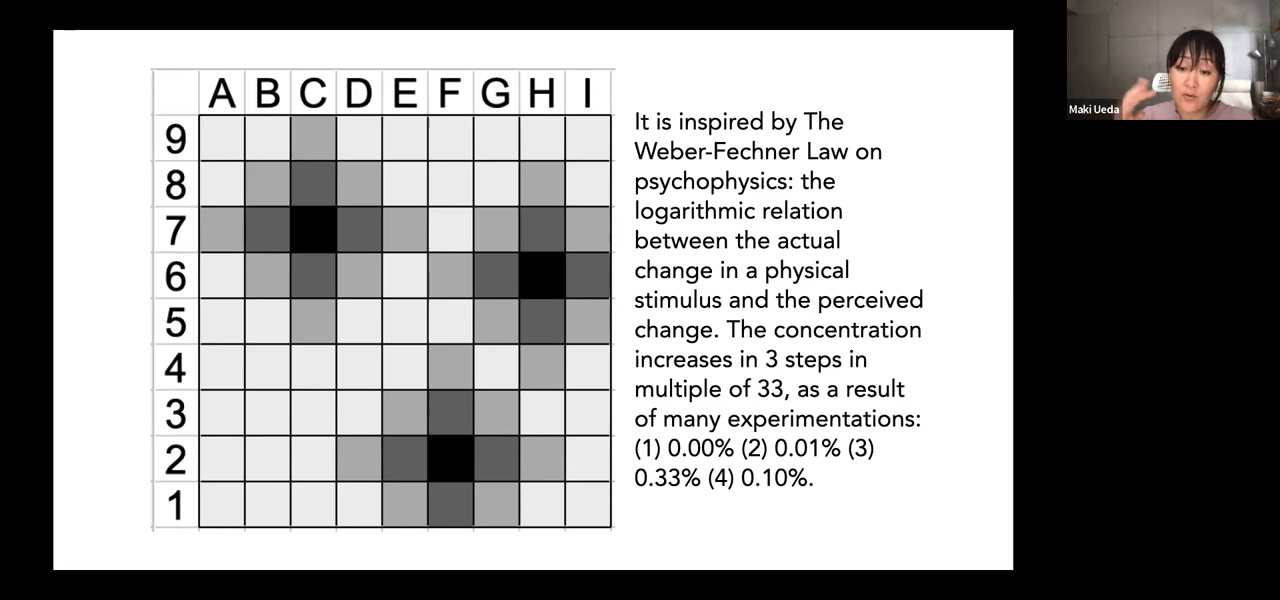 A B C D E F G H I
9
8
7
6
5
4
3
2
1
It is inspired by The
Weber-Fechner Law on
psychophysics: the
logarithmic relation
between the actual
change in a physical
stimulus and the perceived
change. The concentration
increases in 3 steps in
multiple of 33, as a result
of many experimentations:
(1) 0.00% (2) 0.01% (3)
0.33% (4) 0.10%.
Maki Ueda